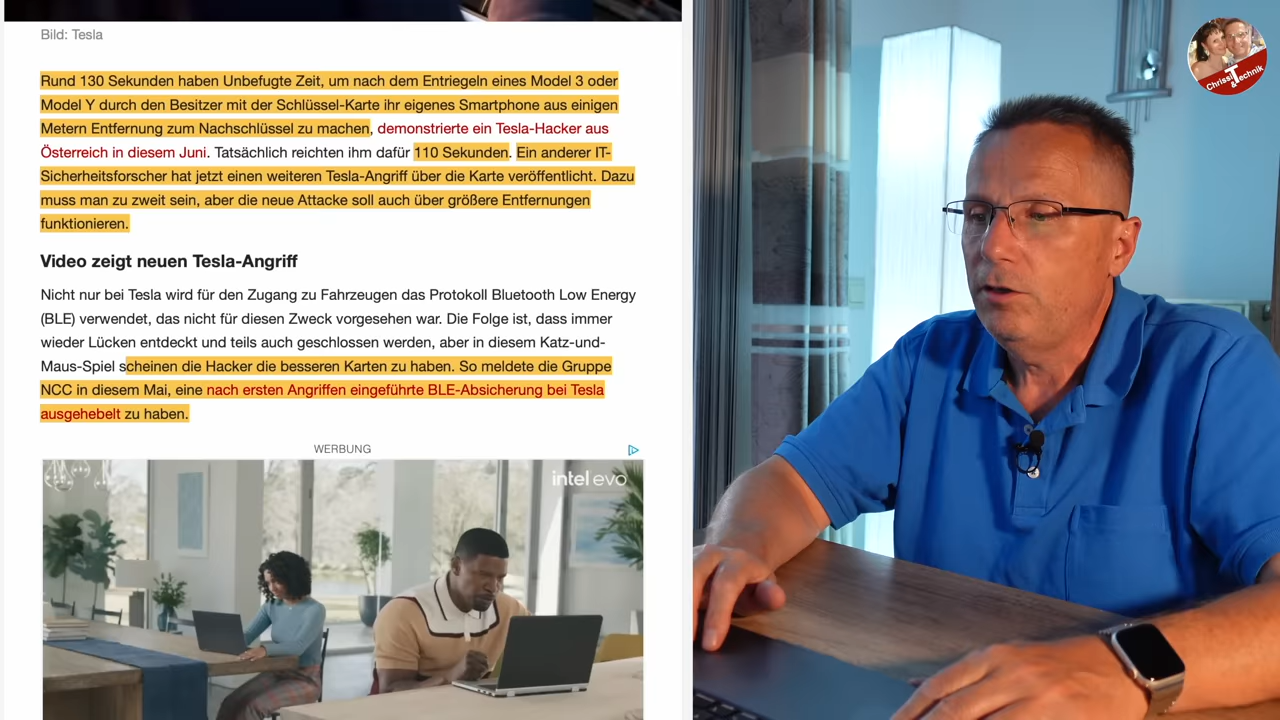 Bild: Tesla
Rund 130 Sekunden haben Unbefugte Zeit, um nach dem Entriegeln eines Model 3 oder
Model Y durch den Besitzer mit der Schlüssel-Karte ihr eigenes Smartphone aus einigen
Metern Entfernung zum Nachschlüssel zu machen, demonstrierte ein Tesla-Hacker aus
Österreich in diesem Juni. Tatsächlich reichten ihm dafür 110 Sekunden. Ein anderer IT-
Sicherheitsforscher hat jetzt einen weiteren Tesla-Angriff über die Karte veröffentlicht. Dazu
muss man zu zweit sein, aber die neue Attacke soll auch über größere Entfernungen
funktionieren.
Video zeigt neuen Tesla-Angriff
Nicht nur bei Tesla wird für den Zugang zu Fahrzeugen das Protokoll Bluetooth Low Energy
(BLE) verwendet, das nicht für diesen Zweck vorgesehen war. Die Folge ist, dass immer
wieder Lücken entdeckt und teils auch geschlossen werden, aber in diesem Katz-und-
Maus-Spiel scheinen die Hacker die besseren Karten zu haben. So meldete die Gruppe
NCC in diesem Mai, eine nach ersten Angriffen eingeführte BLE-Absicherung bei Tesla
ausgehebelt zu haben.
WERBUNG
intel evo
Chrissi
&Technik